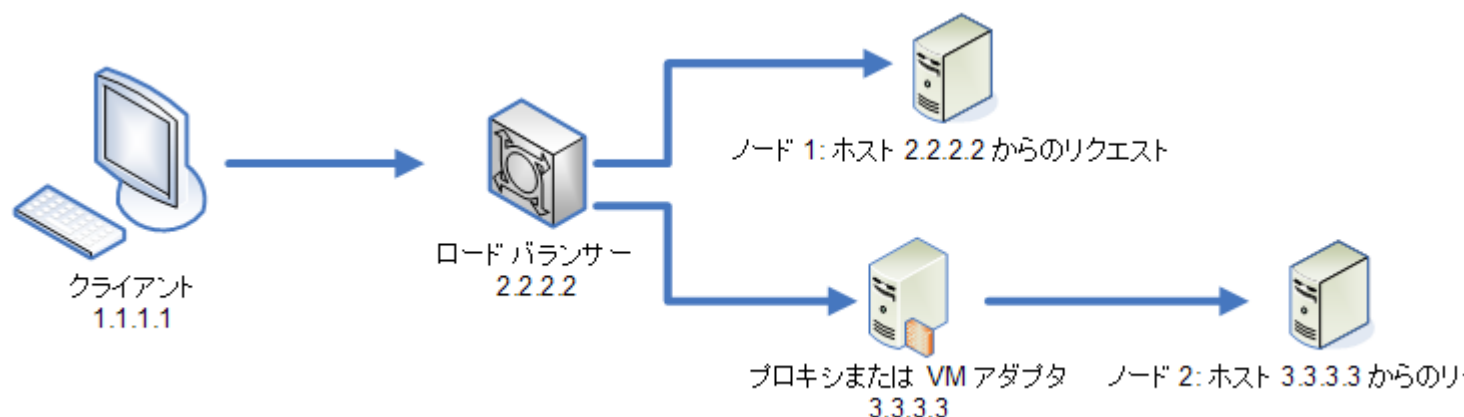 ノード 1: ホスト 2.2.2.2 からのリクエスト
ロード バランサー
2.2.2.2
クライアント
1.1.1.1
プロキシまたは VM アダプタ
3.3.3.3
ノード 2: ホスト 3.3.3.3 からのリ